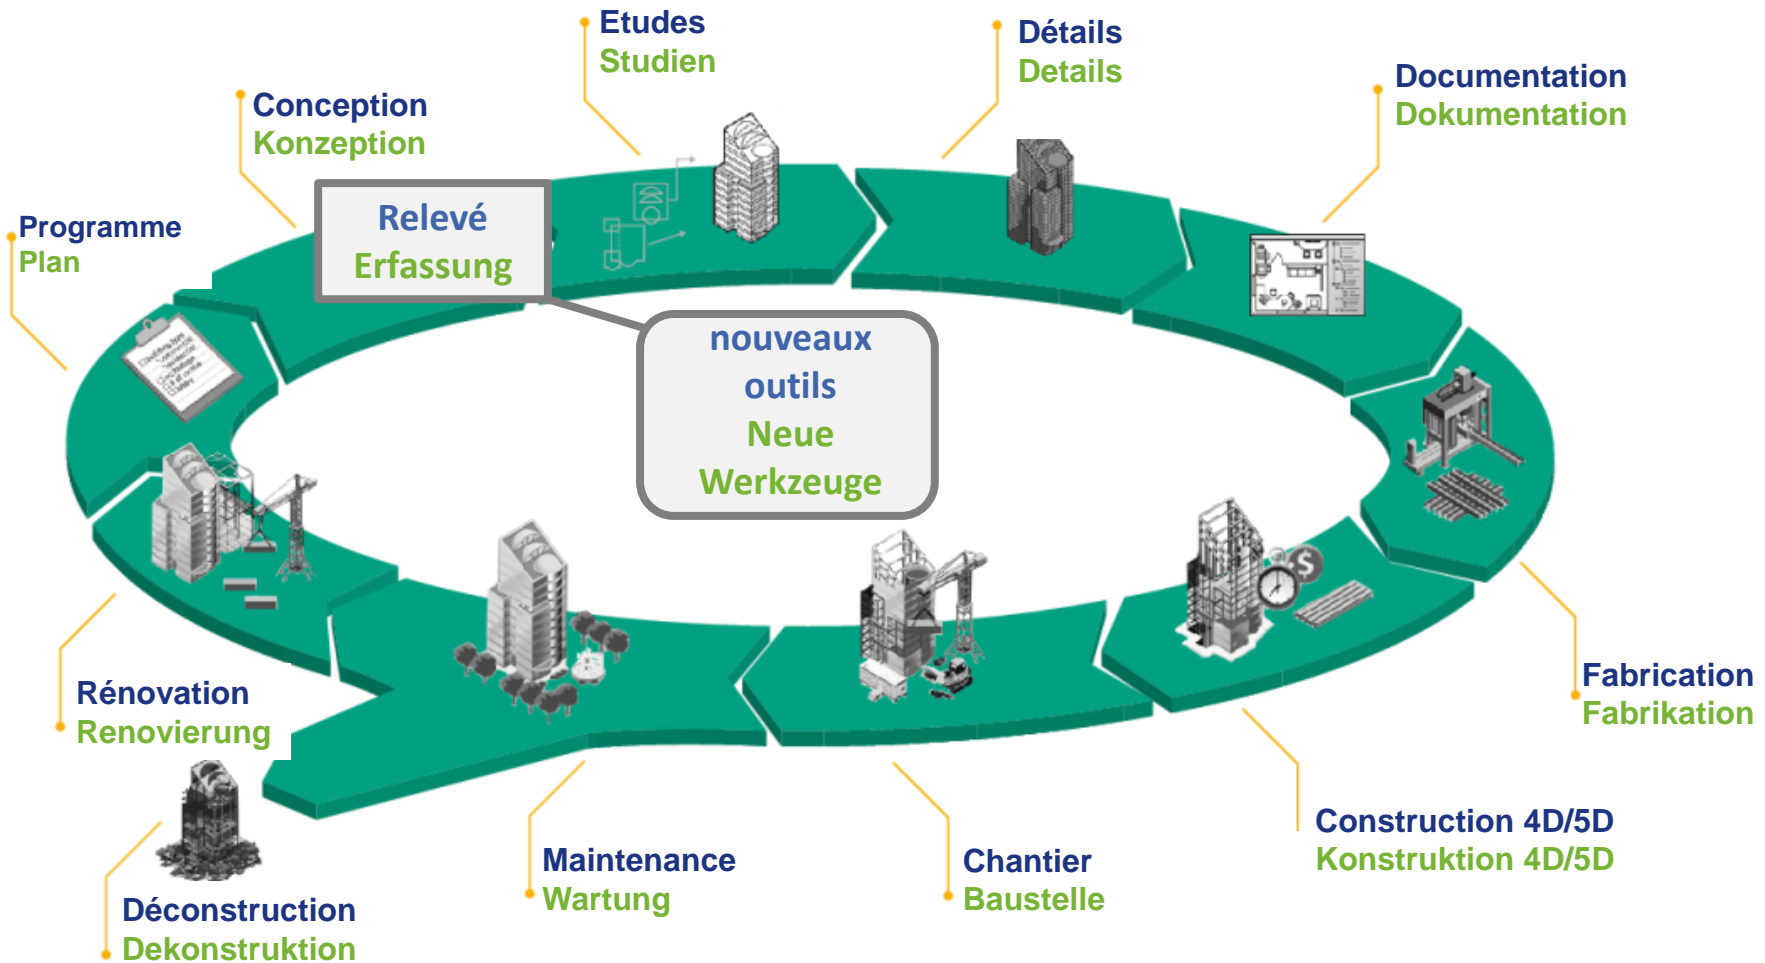 Programme
Plan
Conception
Konzeption
Etudes
Studien
Détails
Details
Documentation
Dokumentation
Relevé
Erfassung
nouveaux
outils
Neue
Werkzeuge
$
Fabrication
Fabrikation
Construction 4D/5D
Konstruktion 4D/5D
Chantier
Baustelle
Maintenance
Wartung
Rénovation
Renovierung
Déconstruction
Dekonstruktion